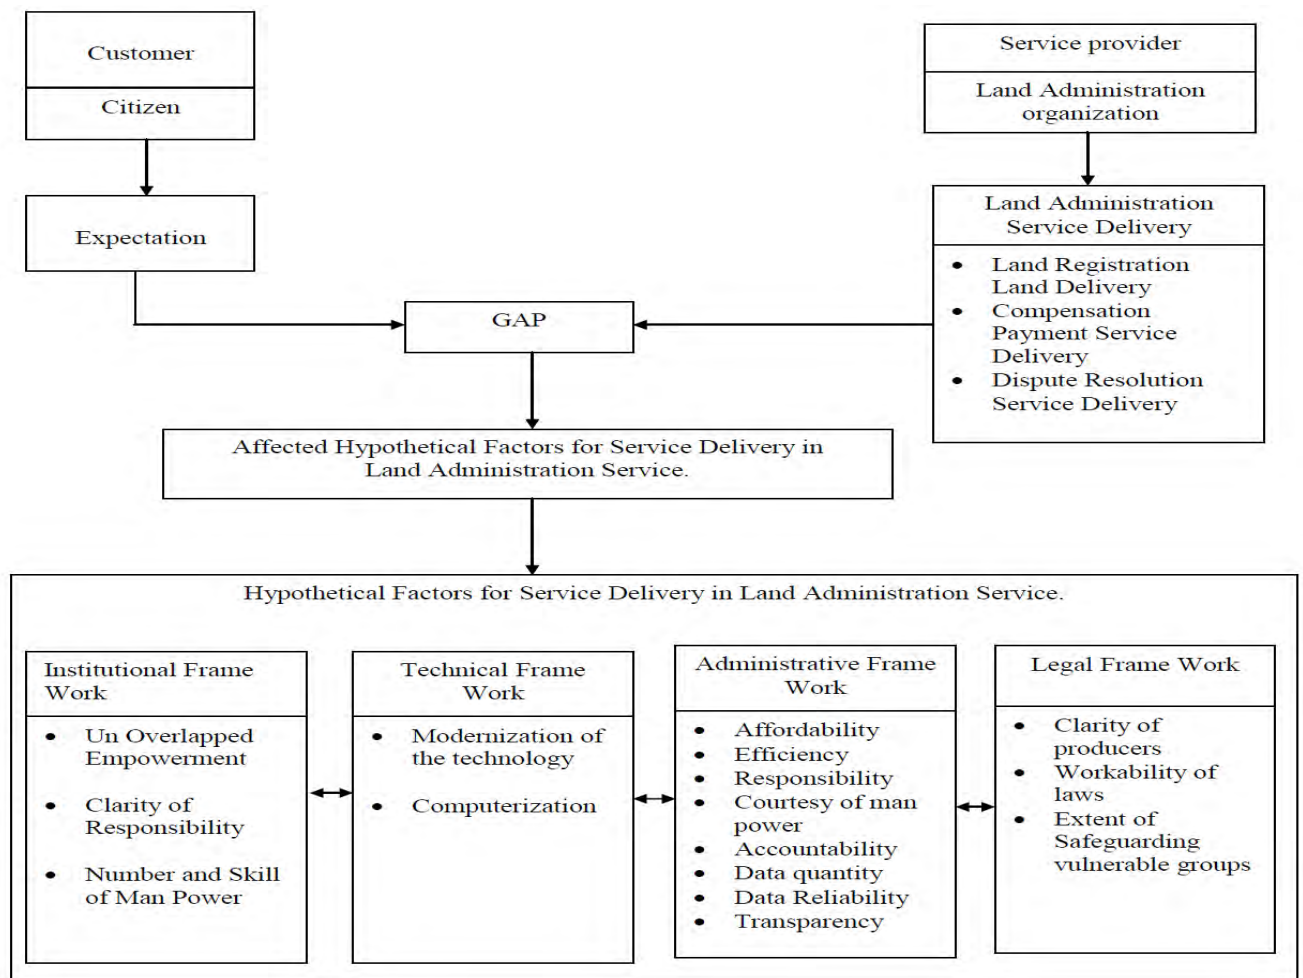 Customer
Citizen
Expectation
Service provider
Land Administration
organization
Land Administration
Service Delivery
• Land Registration
Land Delivery
• Compensation
Payment Service
Delivery
• Dispute Resolution
Service Delivery
GAP
Affected Hypothetical Factors for Service Delivery in
Land Administration Service.
Hypothetical Factors for Service Delivery in Land Administration Service.
Institutional Frame
Work
• Un Overlapped
Empowerment
• Clarity of
Responsibility
• Number and Skill
of Man Power
Technical Frame
Work
• Modernization of
the technology
• Computerization
Administrative Frame
Work
• Affordability
• Efficiency
• Responsibility
• Courtesy of man
power
• Accountability
• Data quantity
• Data Reliability
• Transparency
Legal Frame Work
• Clarity of
producers
• Workability of
laws
• Extent of
Safeguarding
vulnerable groups